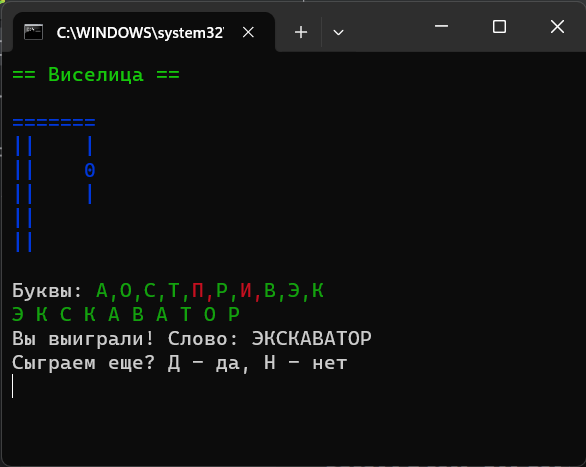 C:\WINDOWS\system32
== Виселица ==
=======
||    |
||    0
||    |
||
||
Буквы: А,О,С,Т,П,Р,И,В,Э,К
Э К С К А В А Т О Р
Вы выиграли! Слово: ЭКСКАВАТОР
Сыграем еще? Д - да, Н - нет